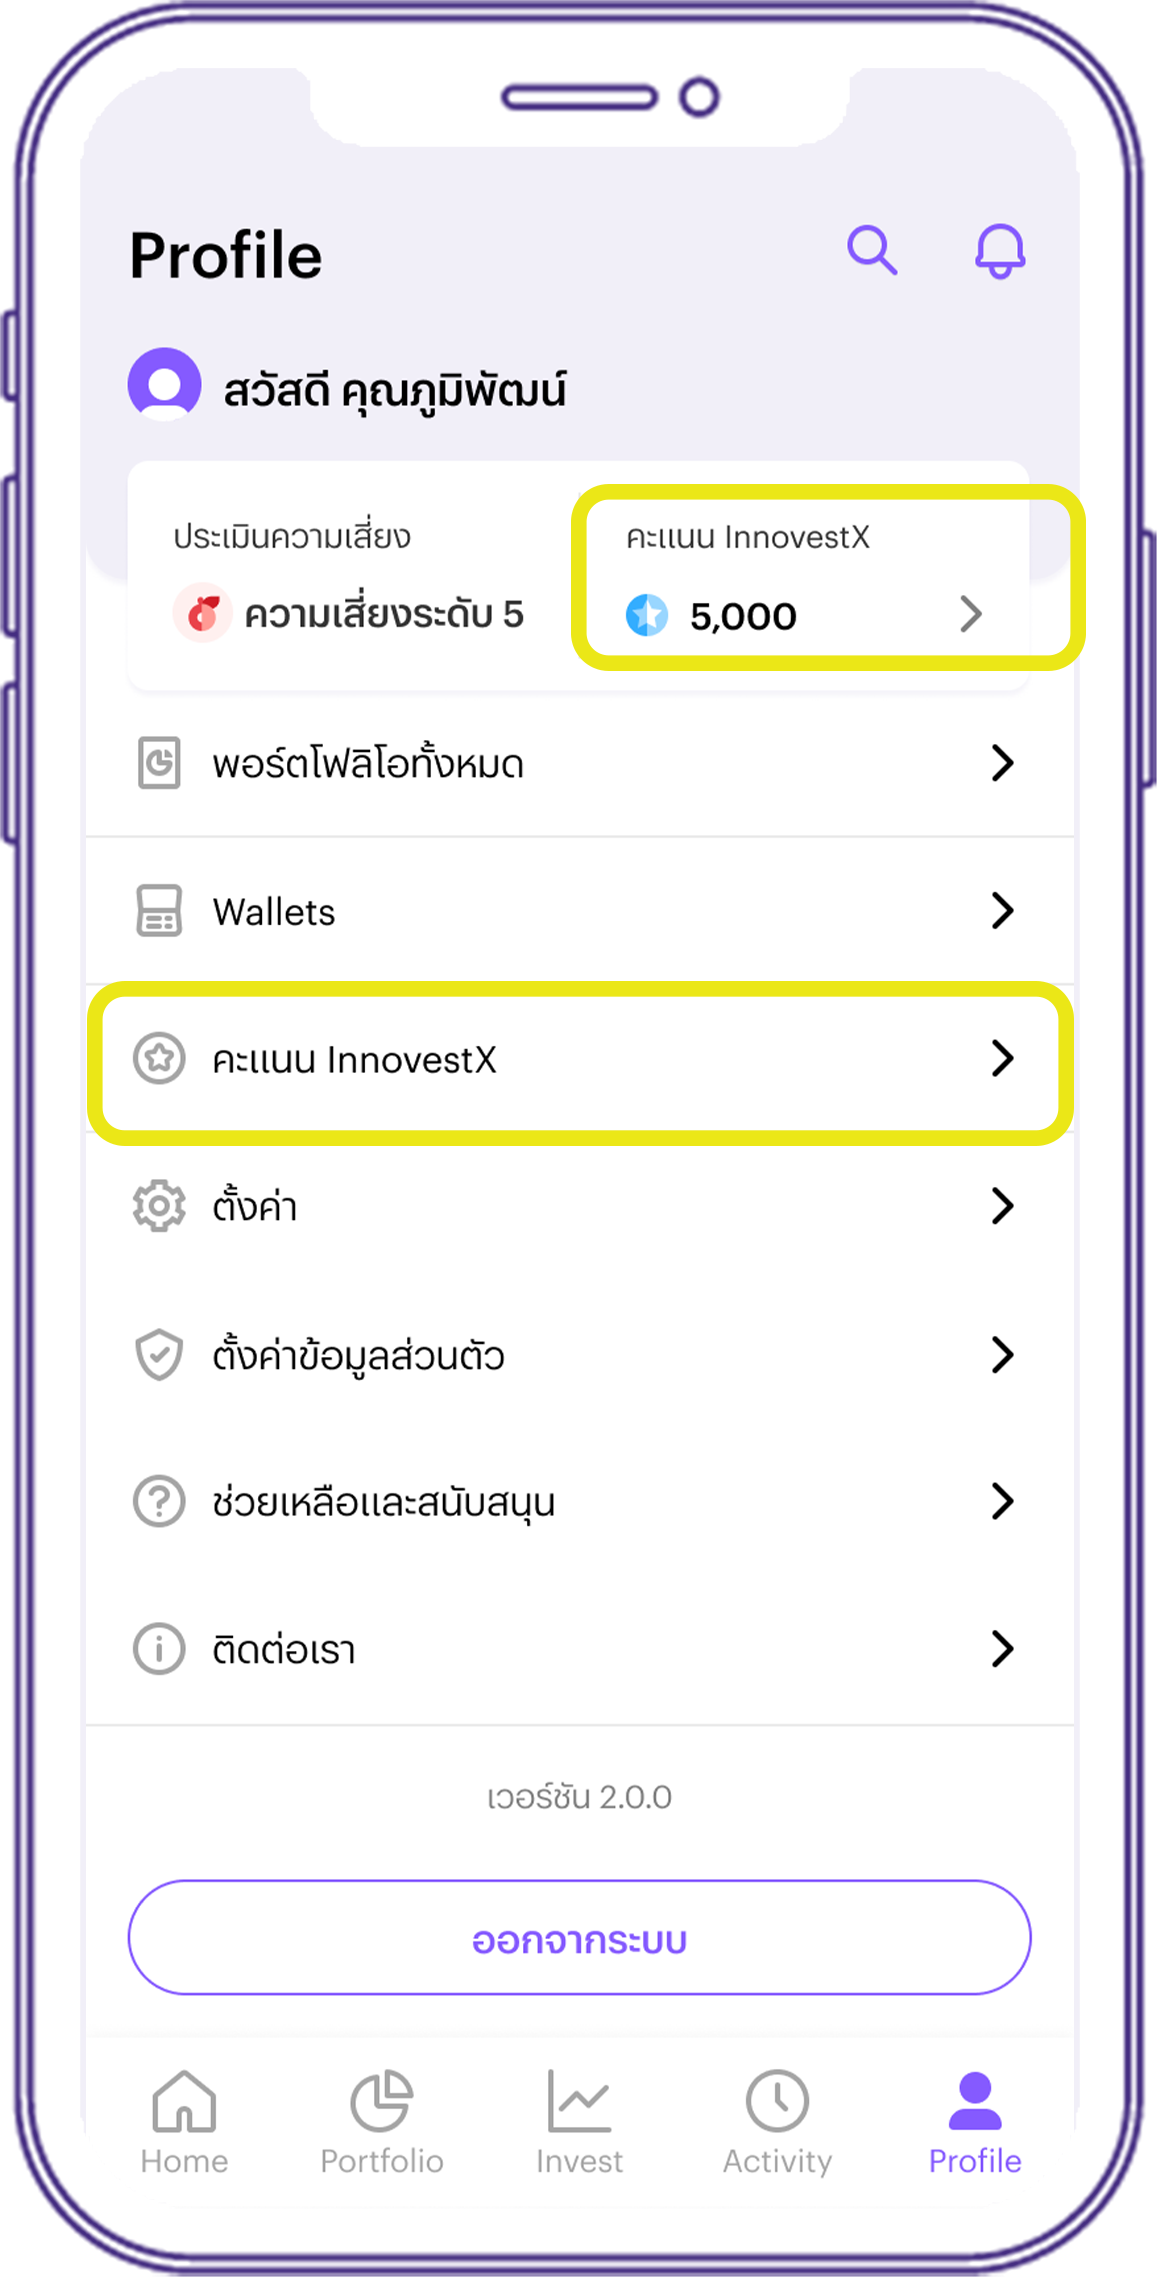 Profile
สวัสดี คุณภูมิพัฒน์
ประเมินความเสี่ยง
คะแนน InnovestX
ความเสี่ยงระดับ 5
5,000
พอร์ตโฟลิโอทั้งหมด
Wallets
คะแนน InnovestX
ตั้งค่า
ตั้งค่าข้อมูลส่วนตัว
ช่วยเหลือและสนับสนุน
ติดต่อเรา
เวอร์ชัน 2.0.0
ออกจากระบบ
Home Portfolio Invest Activity Profile